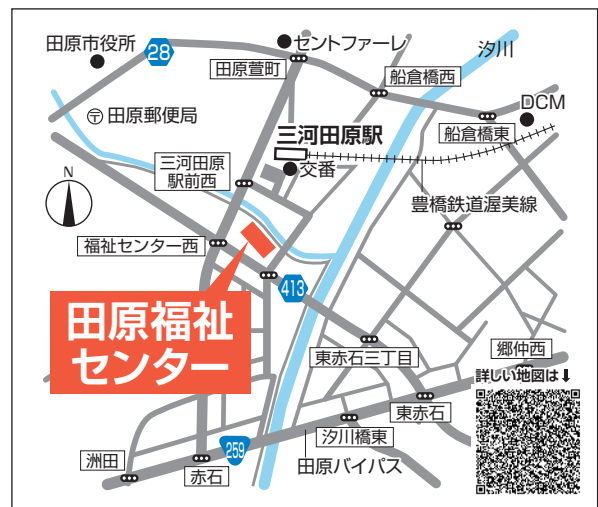 田原市役所
28
セントファーレ
汐川
田原萱町
船倉橋西
DCM
〒田原郵便局
船倉橋東
三河田原駅
三河田原
駅前西
交番
N
豊橋鉄道渥美線
福祉センター西
413
田原福祉
センター
東赤石三丁目
郷仲西
詳しい地図は⬇
東赤石
汐川橋東
259
田原バイパス
洲田
赤石